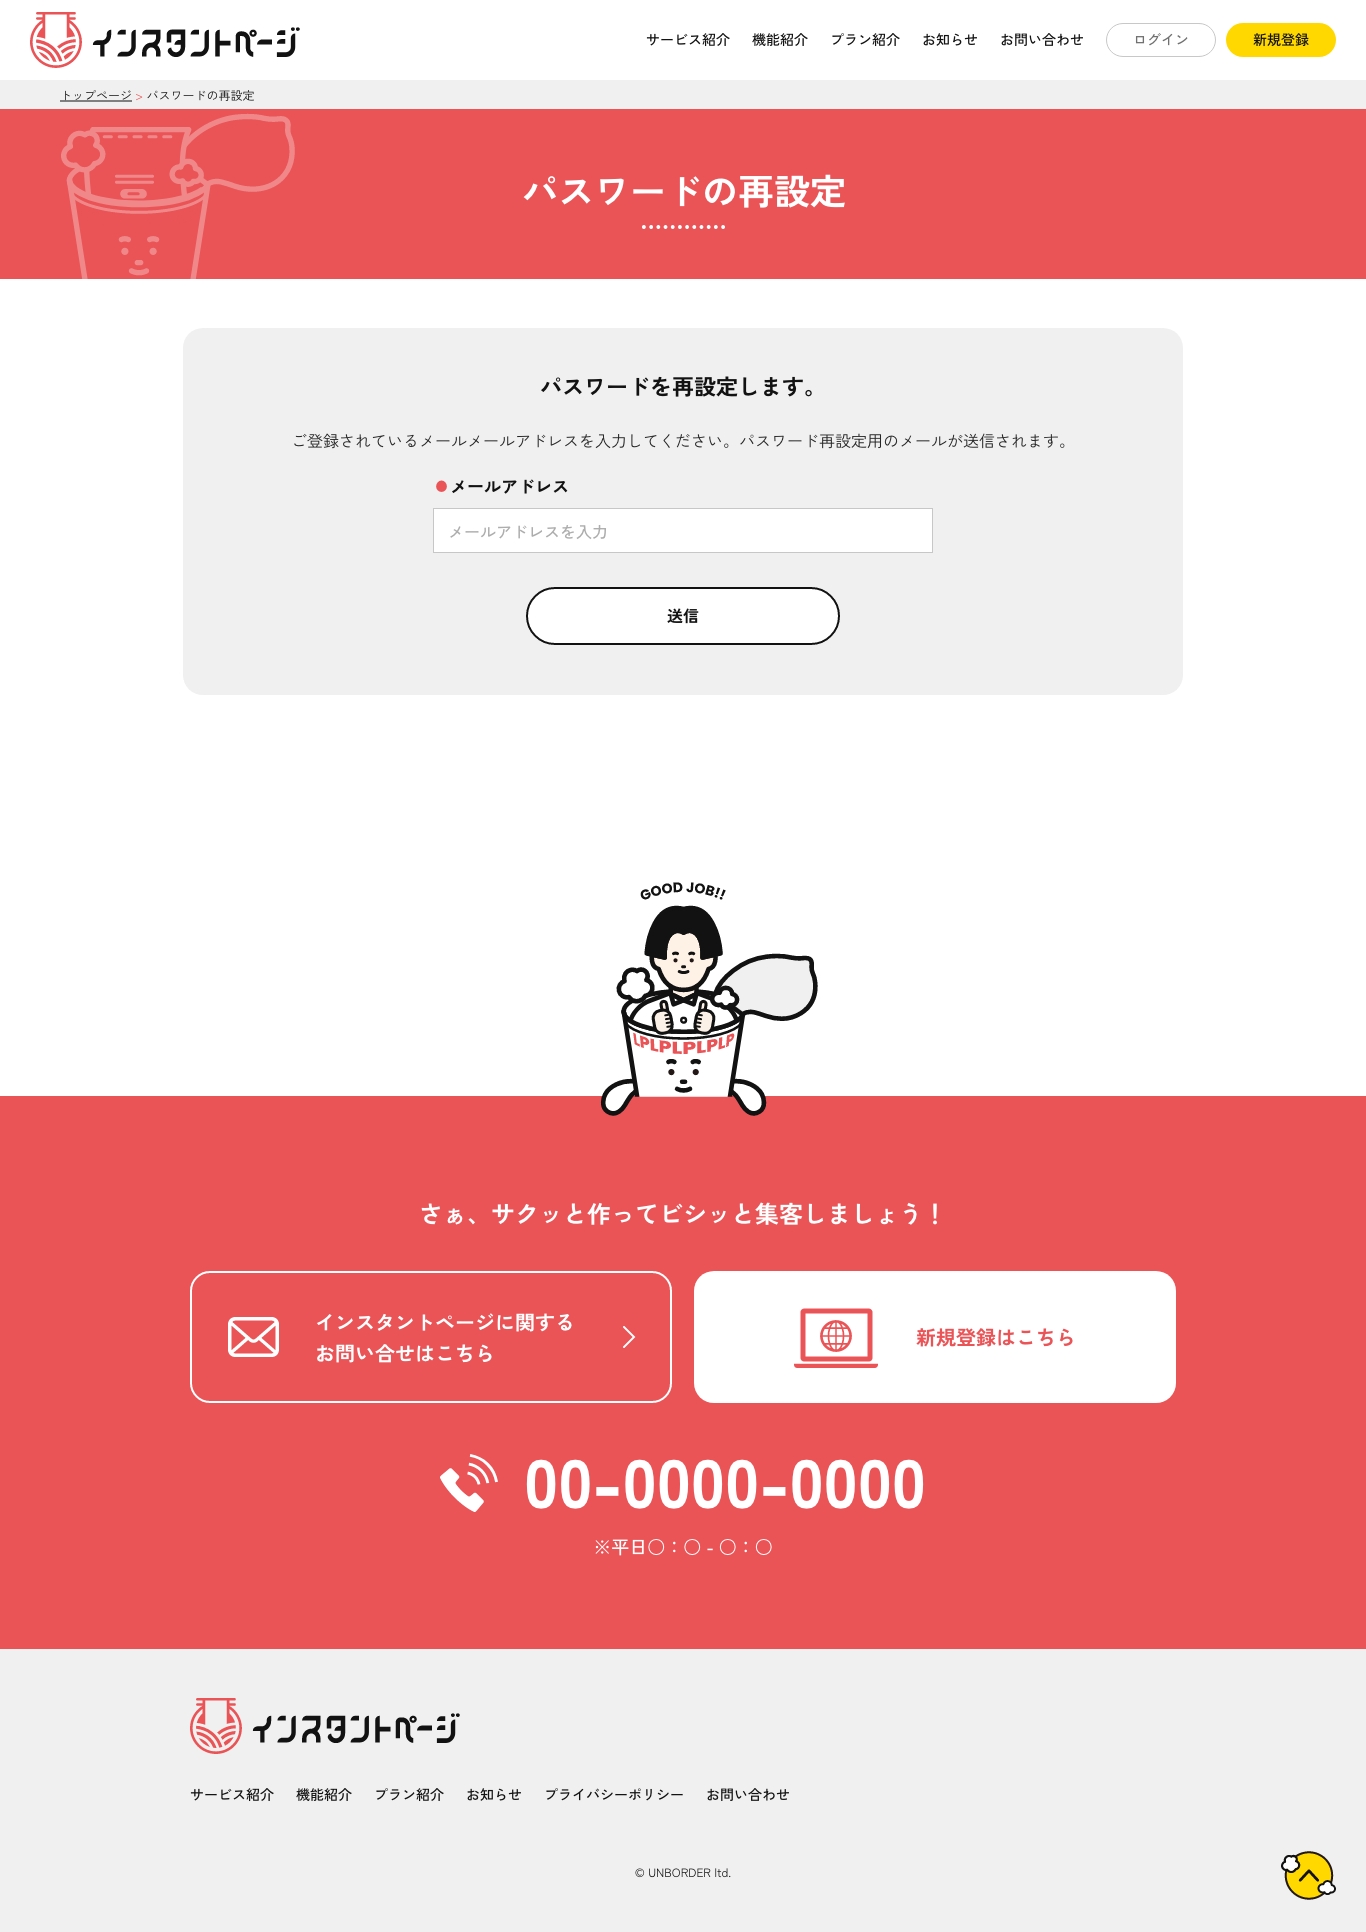 インスタントページ
サービス紹介 機能紹介 プラン紹介 お知らせ お問い合わせ ログイン 新規登録
トップページ > パスワードの再設定
パスワードの再設定
パスワードを再設定します。
ご登録されているメールメールアドレスを入力してください。パスワード再設定用のメールが送信されます。
●メールアドレス
メールアドレスを入力
送信
GOOD JOB!!
LPLPLPLPLPLP
さぁ、サクッと作ってビシッと集客しましょう！
インスタントページに関する
お問い合せはこちら
新規登録はこちら
00-0000-0000
※平日〇：〇 - 〇：〇
インスタントページ
サービス紹介 機能紹介 プラン紹介 お知らせ プライバシーポリシー お問い合わせ
© UNBORDER ltd.